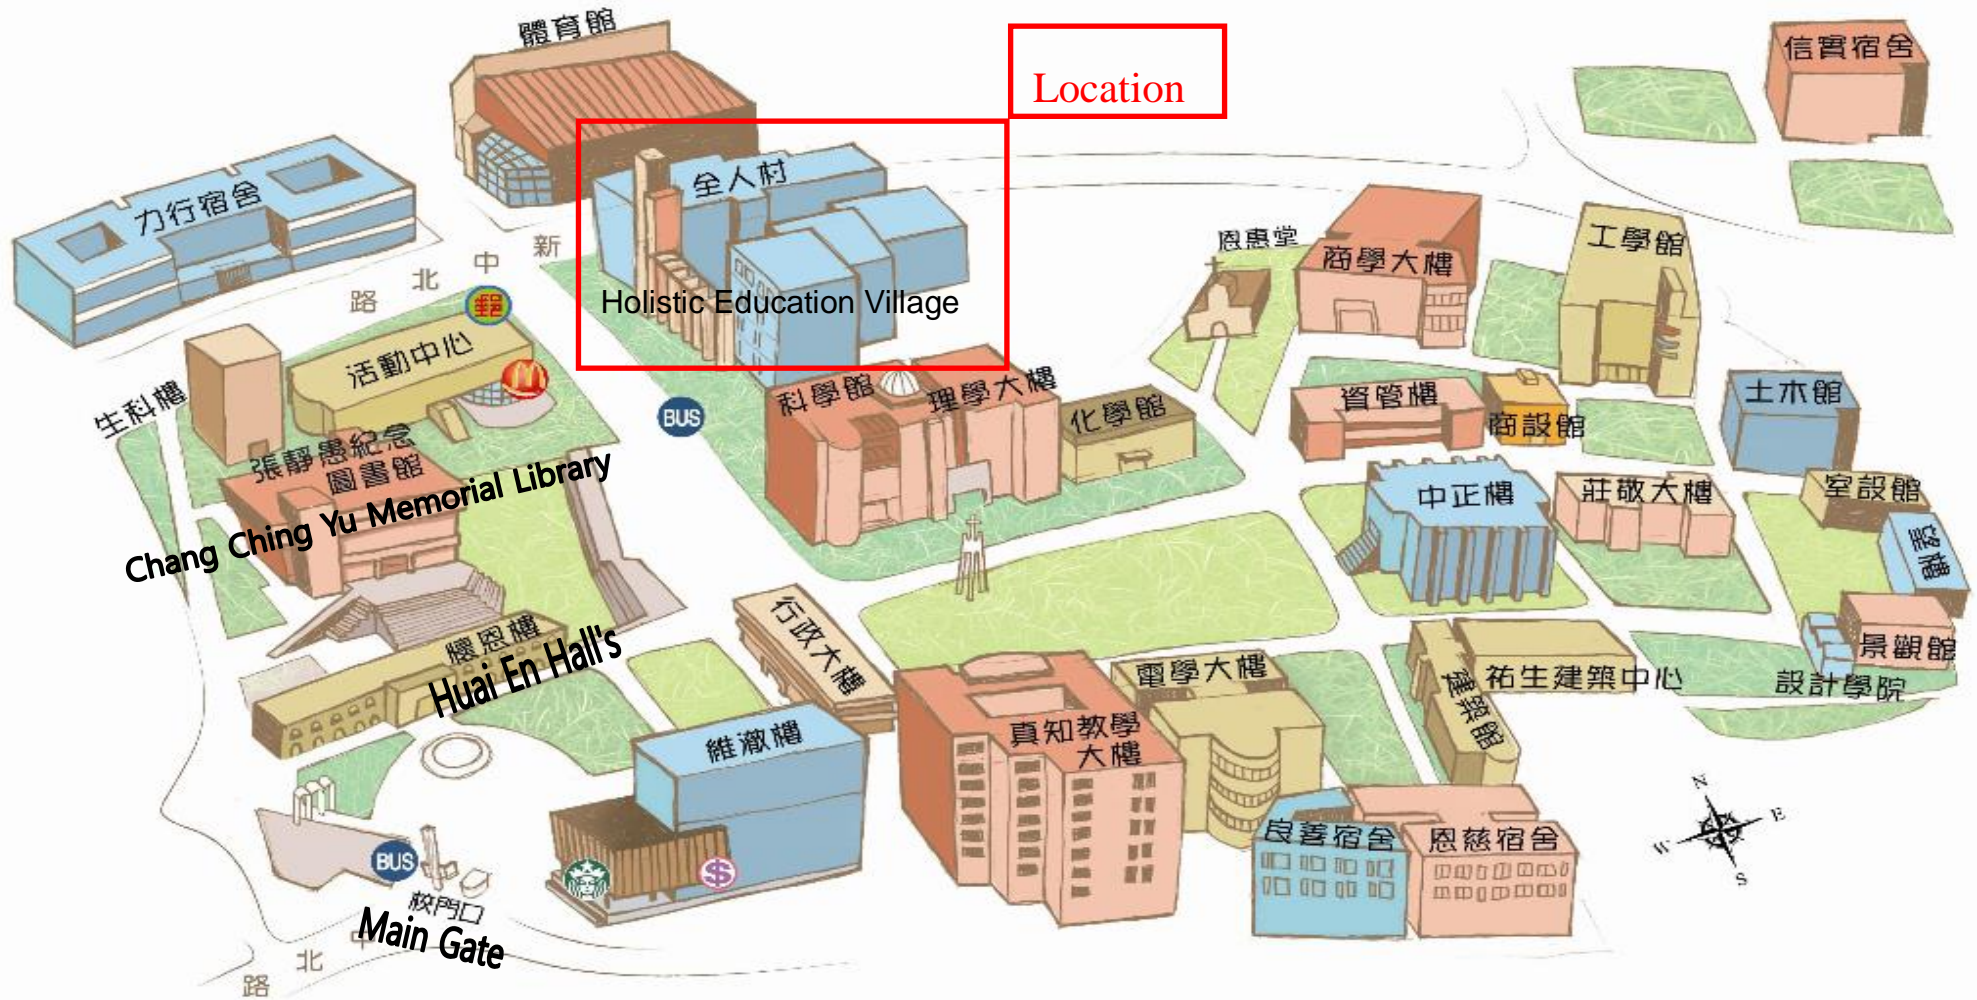 體育館
Location
信實宿舍
全人村
力行宿舍
Holistic Education Village
新
中
北
路
郵
恩惠堂
商學大樓
工學館
活動中心
生科樓
BUS
科學館
理學大樓
化學館
資管樓
商設館
土木館
張靜愚紀念
圖書館
Chang Ching Yu Memorial Library
中正樓
莊敬大樓
室設館
望樓
懷恩樓
Huai En Hall's
行政大樓
維澈樓
真知教學
大樓
電學大樓
建築館
祐生建築中心
景觀館
設計學院
N
E
W
S
良善宿舍
恩慈宿舍
BUS
$
校門口
Main Gate
中
北
路